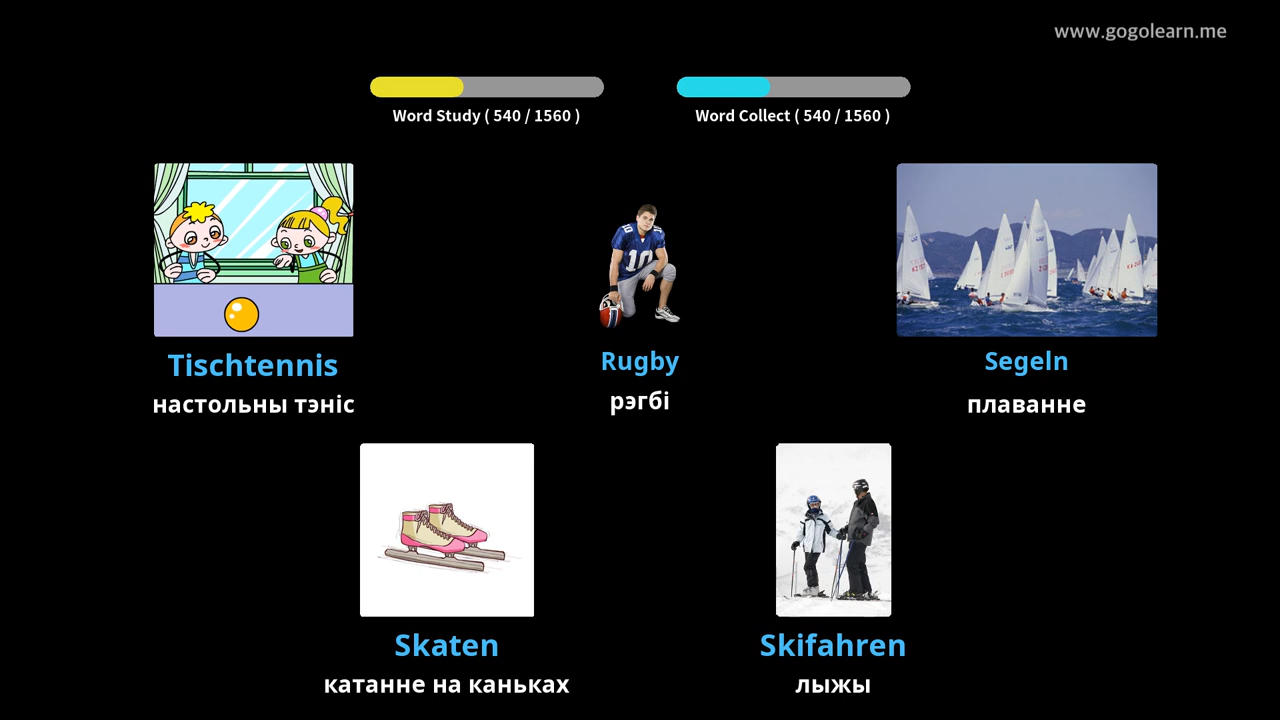 www.gogolearn.me
Word Study ( 540 / 1560 )
Word Collect ( 540 / 1560 )
Tischtennis
настольны тэніс
Rugby
рэгбі
Segeln
плаванне
Skaten
катанне на каньках
Skifahren
лыжы